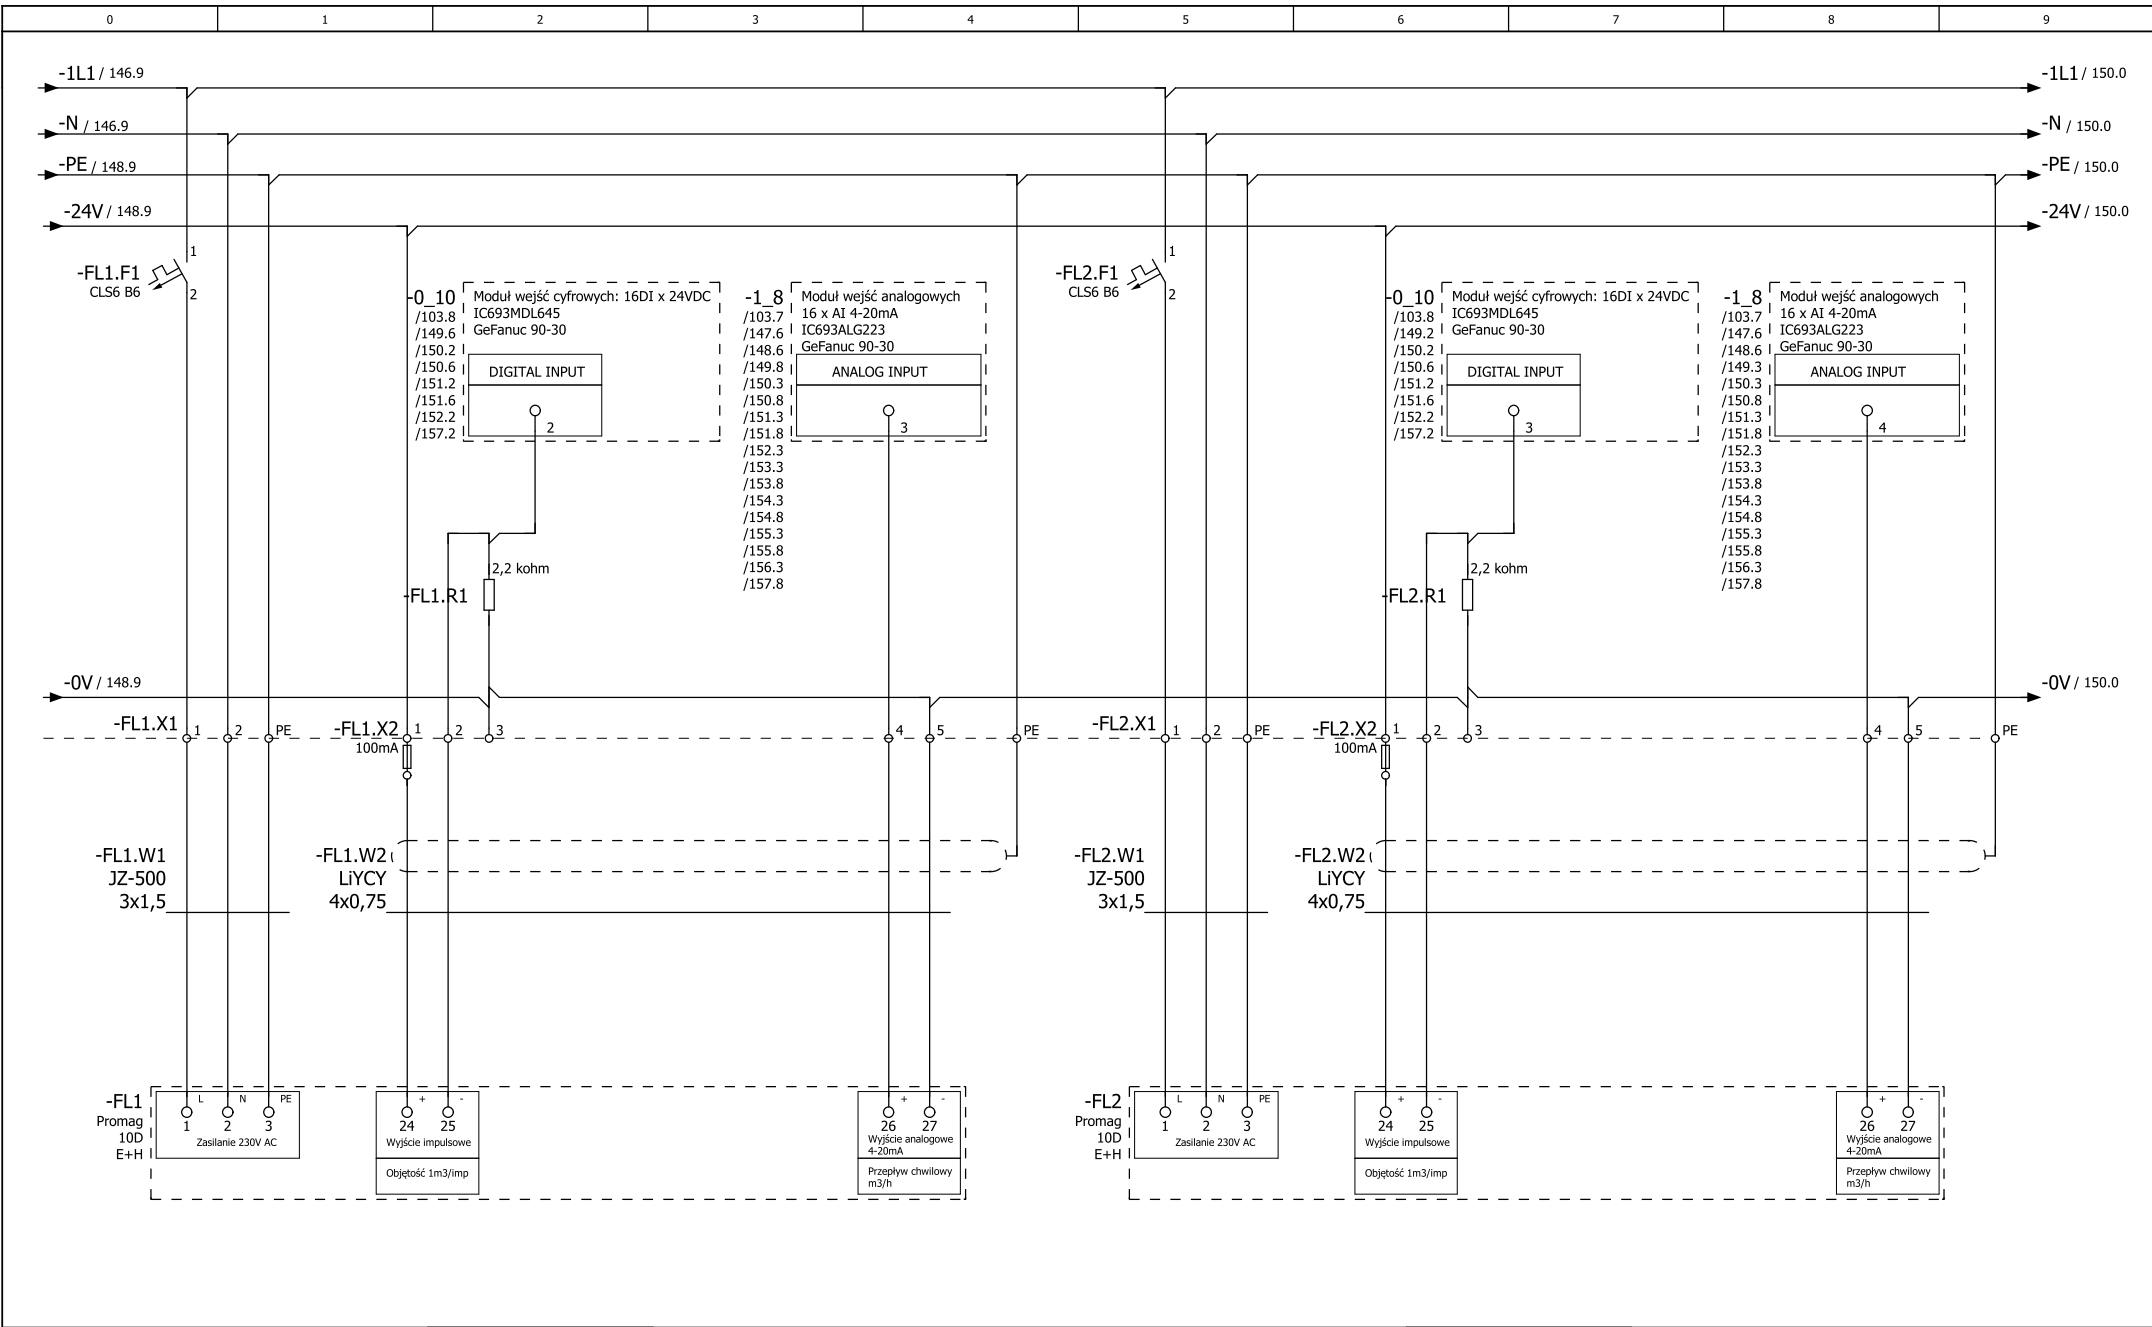 0 1 2 3 4 5 6 7 8 9
-1L1 / 146.9
-1L1 / 150.0
-N / 146.9
-N / 150.0
-PE / 148.9
-PE / 150.0
-24V / 148.9
-24V / 150.0
1
-FL1.F1
CLS6 B6
2
-0_10
/103.8
/149.6
/150.2
/150.6
/151.2
/151.6
/152.2
/157.2
Moduł wejść cyfrowych: 16DI x 24VDC
IC693MDL645
GeFanuc 90-30
DIGITAL INPUT
2
-1_8
/103.7
/147.6
/148.6
/149.8
/150.3
/150.8
/151.3
/151.8
/152.3
/153.3
/153.8
/154.3
/154.8
/155.3
/155.8
/156.3
/157.8
Moduł wejść analogowych
16 x AI 4-20mA
IC693ALG223
GeFanuc 90-30
ANALOG INPUT
3
2,2 kohm
-FL1.R1
1
-FL2.F1
CLS6 B6
2
-0_10
/103.8
/149.2
/150.2
/150.6
/151.2
/151.6
/152.2
/157.2
Moduł wejść cyfrowych: 16DI x 24VDC
IC693MDL645
GeFanuc 90-30
DIGITAL INPUT
3
-1_8
/103.7
/147.6
/148.6
/149.3
/150.3
/150.8
/151.3
/151.8
/152.3
/153.3
/153.8
/154.3
/154.8
/155.3
/155.8
/156.3
/157.8
Moduł wejść analogowych
16 x AI 4-20mA
IC693ALG223
GeFanuc 90-30
ANALOG INPUT
4
2,2 kohm
-FL2.R1
-0V / 148.9
-0V / 150.0
-FL1.X1 1 2 PE
-FL1.X2 1 2 3 4 5 PE
100mA
-FL2.X1 1 2 PE
-FL2.X2 1 2 3 4 5 PE
100mA
-FL1.W1
JZ-500
3x1,5
-FL1.W2
LiYCY
4x0,75
-FL2.W1
JZ-500
3x1,5
-FL2.W2
LiYCY
4x0,75
-FL1
Promag
10D
E+H
L N PE
1 2 3
Zasilanie 230V AC
+ -
24 25
Wyjście impulsowe
Objętość 1m3/imp
+ -
26 27
Wyjście analogowe
4-20mA
Przepływ chwilowy
m3/h
-FL2
Promag
10D
E+H
L N PE
1 2 3
Zasilanie 230V AC
+ -
24 25
Wyjście impulsowe
Objętość 1m3/imp
+ -
26 27
Wyjście analogowe
4-20mA
Przepływ chwilowy
m3/h